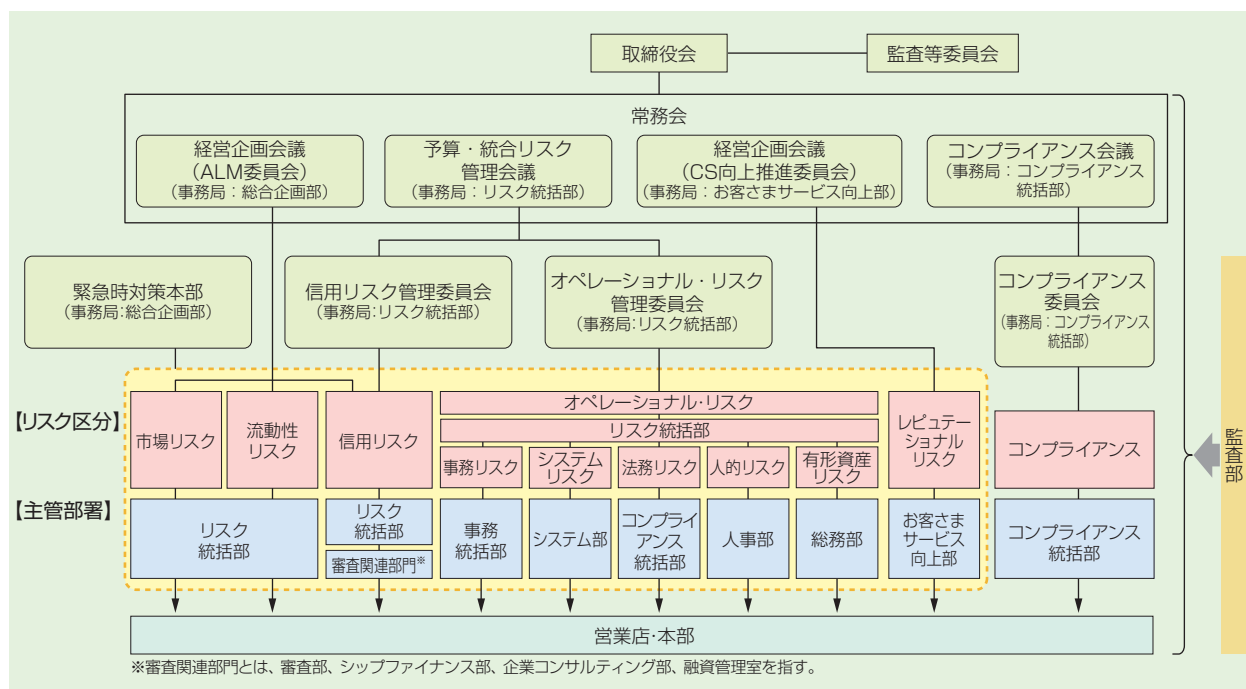 取締役会
監査等委員会
常務会
経営企画会議
(ALM委員会)
(事務局：総合企画部)
予算・統合リスク
管理会議
(事務局：リスク統括部)
経営企画会議
(CS向上推進委員会)
(事務局：お客さまサービス向上部)
コンプライアンス会議
(事務局：コンプライアンス
統括部)
緊急時対策本部
(事務局:総合企画部)
信用リスク管理委員会
(事務局:リスク統括部)
オペレーショナル・リスク
管理委員会
(事務局:リスク統括部)
コンプライアンス
委員会
(事務局：コンプライアンス
統括部)
【リスク区分】
市場リスク
流動性
リスク
信用リスク
オペレーショナル・リスク
リスク統括部
事務リスク
システム
リスク
法務リスク
人的リスク
有形資産
リスク
レピュテー
ショナル
リスク
コンプライアンス
【主管部署】
リスク
統括部
リスク
統括部
審査関連部門※
事務
統括部
システム部
コンプライ
アンス
統括部
人事部
総務部
お客さま
サービス
向上部
コンプライアンス
統括部
営業店・本部
監査部
※審査関連部門とは、審査部、シップファイナンス部、企業コンサルティング部、融資管理室を指す。